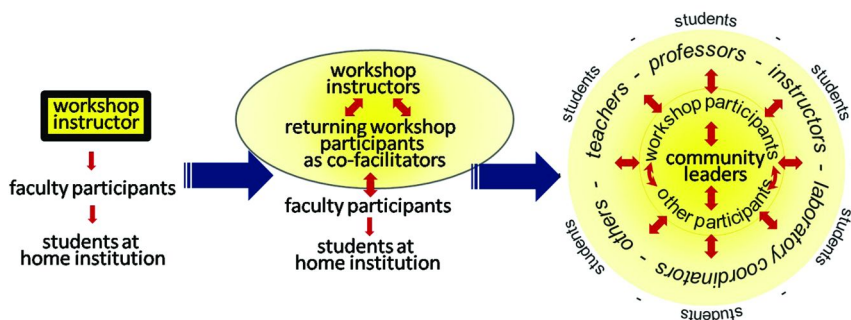 workshop
instructor
faculty participants
students at
home institution
workshop
instructors
returning workshop
participants
as co-facilitators
faculty participants
students at
home institution
students - students - students - students - students - students -
teachers - professors - instructors - laboratory coordinators - others -
workshop participants
community
leaders
other participants